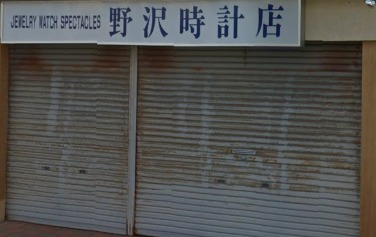 JEWELRY WATCH SPECTACLES 野沢時計店